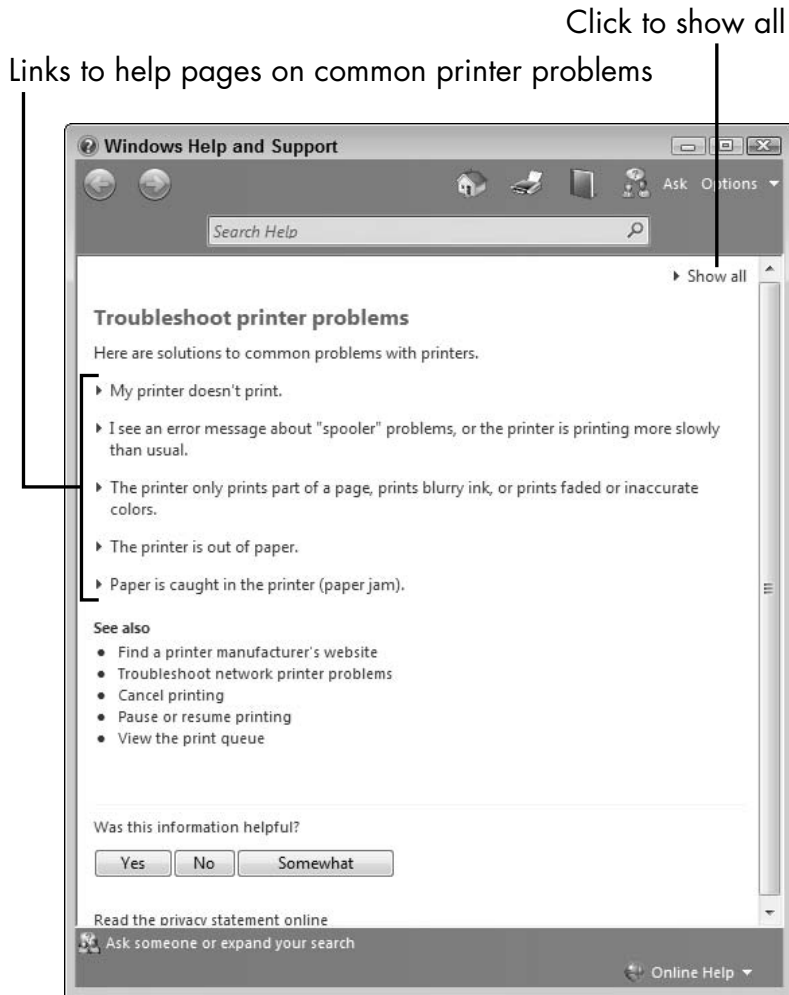 Click to show all
Links to help pages on common printer problems
Windows Help and Support
Ask Options
Search Help
Show all
Troubleshoot printer problems
Here are solutions to common problems with printers.
My printer doesn't print.
I see an error message about "spooler" problems, or the printer is printing more slowly
than usual.
The printer only prints part of a page, prints blurry ink, or prints faded or inaccurate
colors.
The printer is out of paper.
Paper is caught in the printer (paper jam).
See also
• Find a printer manufacturer's website
• Troubleshoot network printer problems
• Cancel printing
• Pause or resume printing
• View the print queue
Was this information helpful?
Yes No Somewhat
Read the privacy statement online
Ask someone or expand your search
Online Help